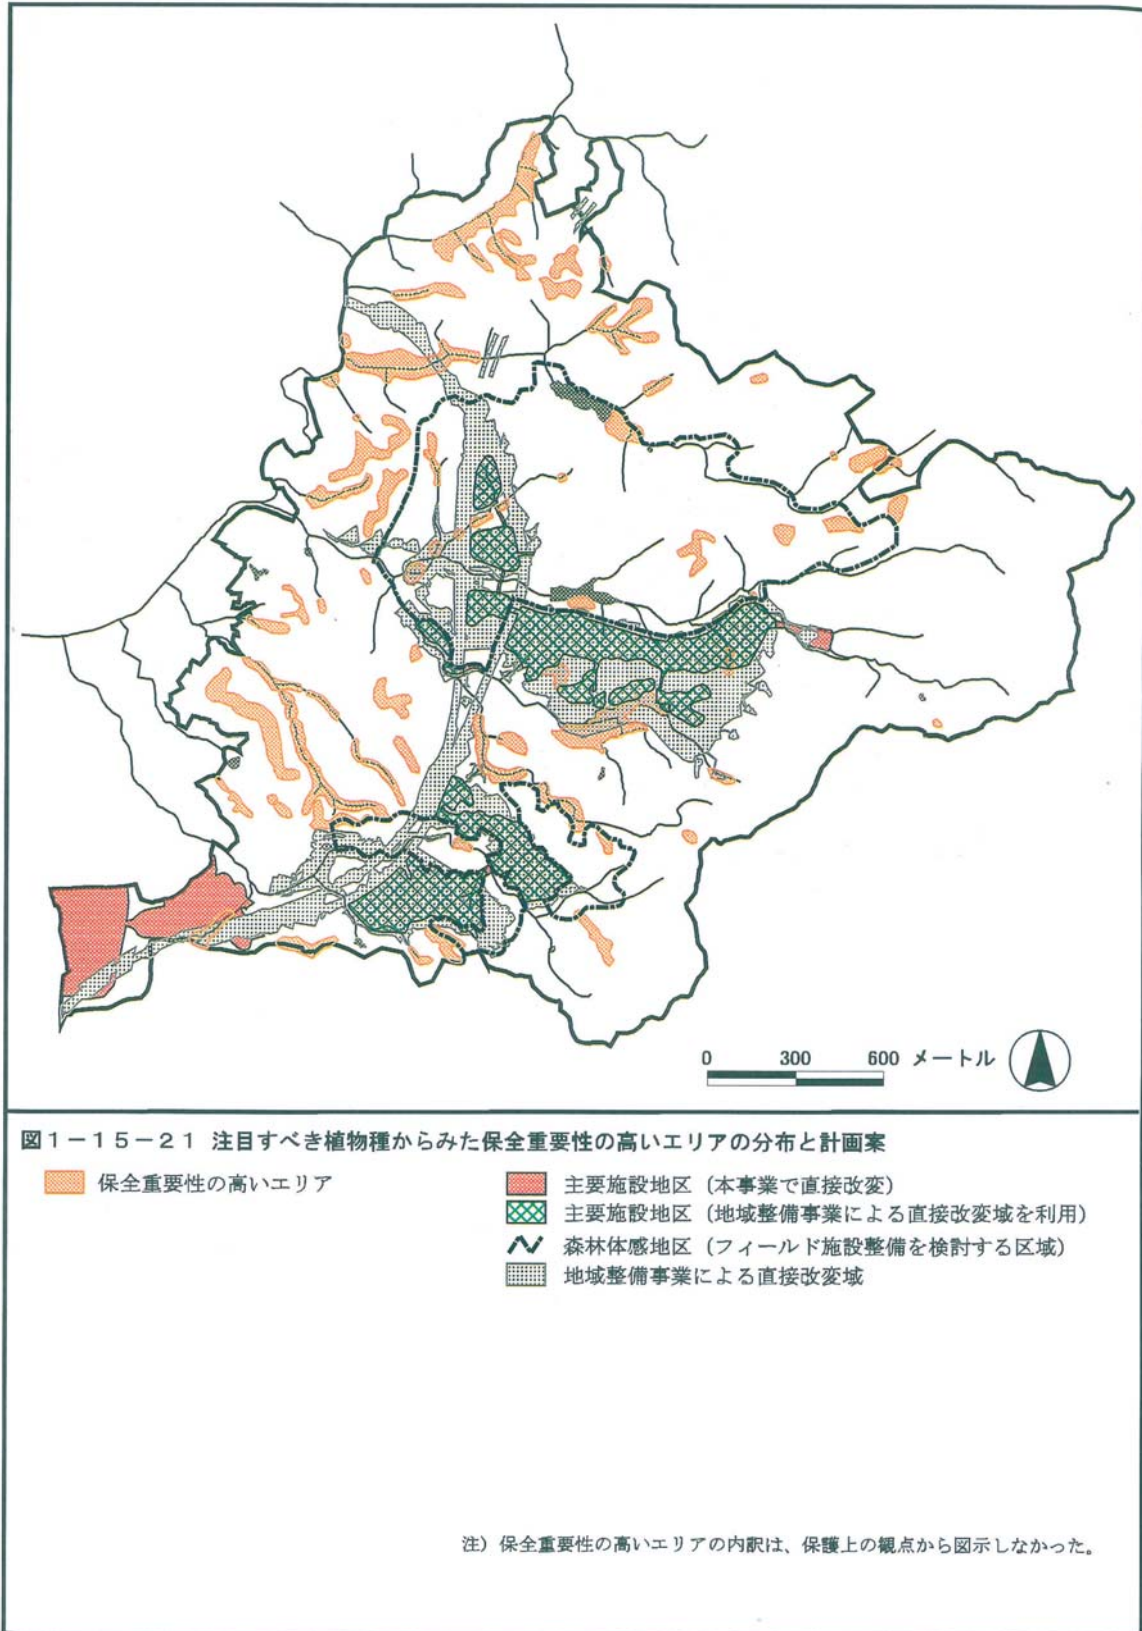 0 300 600 メートル
図1-15-21 注目すべき植物種からみた保全重要性の高いエリアの分布と計画案
保全重要性の高いエリア
主要施設地区（本事業で直接改変）
主要施設地区（地域整備事業による直接改変域を利用）
森林体感地区（フィールド施設整備を検討する区域）
地域整備事業による直接改変域
注）保全重要性の高いエリアの内訳は、保護上の観点から図示しなかった。